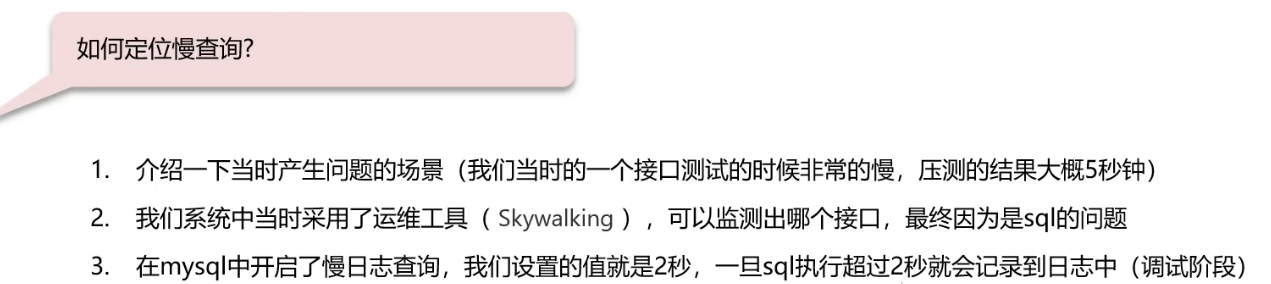 如何定位慢查询?
1. 介绍一下当时产生问题的场景（我们当时的一个接口测试的时候非常的慢，压测的结果大概5秒钟）
2. 我们系统中当时采用了运维工具（ Skywalking ），可以监测出哪个接口，最终因为是sql的问题
3. 在mysql中开启了慢日志查询，我们设置的值就是2秒，一旦sql执行超过2秒就会记录到日志中（调试阶段）